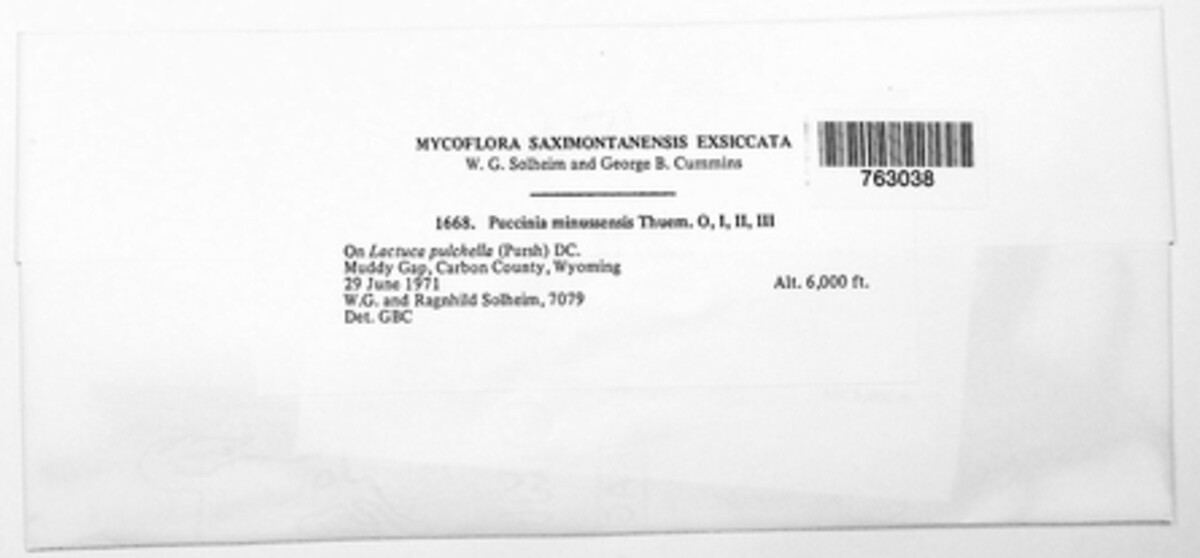 MYCOFLORA SAXIMONTANENSIS EXSICCATA
W. G. Solheim and George B. Cummins
763038
1668. Puccinia minussensis Thuem. O, I, II, III
On Lactuca pulchella (Pursh) DC.
Muddy Gap, Carbon County, Wyoming
29 June 1971
Alt. 6,000 ft.
W.G. and Ragnhild Solheim, 7079
Det. GBC